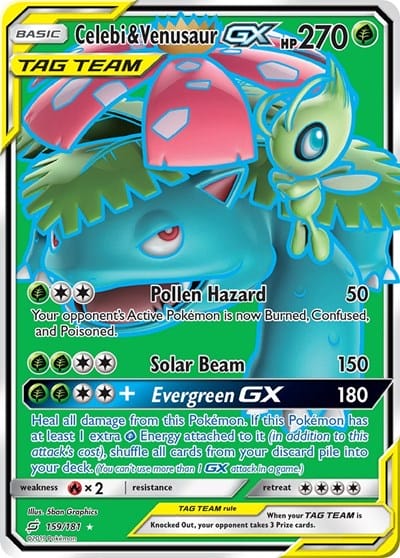 BASIC Celebi&Venusaur GX HP 270
TAG TEAM
Pollen Hazard 50
Your opponent's Active Pokémon is now Burned, Confused,
and Poisoned.
Solar Beam 150
+ Evergreen GX 180
Heal all damage from this Pokémon. If this Pokémon has
at least 1 extra Energy attached to it (in addition to this
attack's cost), shuffle all cards from your discard pile into
your deck. (You can't use more than 1 GX attack in a game.)
weakness ×2 resistance retreat
Illus. 5ban Graphics
TAG TEAM rule
When your TAG TEAM is
Knocked Out, your opponent takes 3 Prize cards.
159/181 ★
©2019 Pokémon